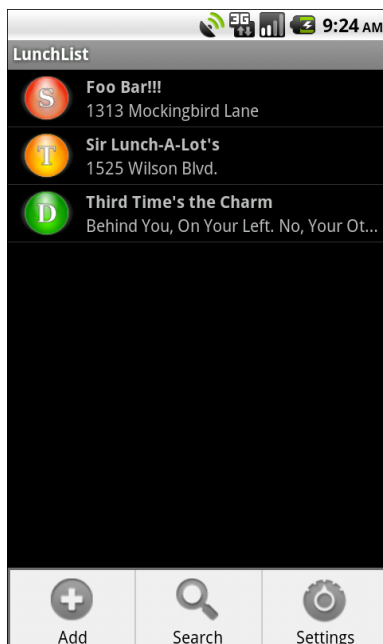 3G 9:24 AM
LunchList
S
Foo Bar!!!
1313 Mockingbird Lane
T
Sir Lunch-A-Lot's
1525 Wilson Blvd.
D
Third Time's the Charm
Behind You, On Your Left. No, Your Ot...
Add Search Settings